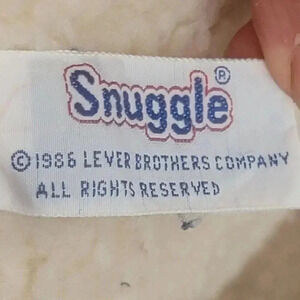 Snuggle®
©1986 LEVER BROTHERS COMPANY
ALL RIGHTS RESERVED